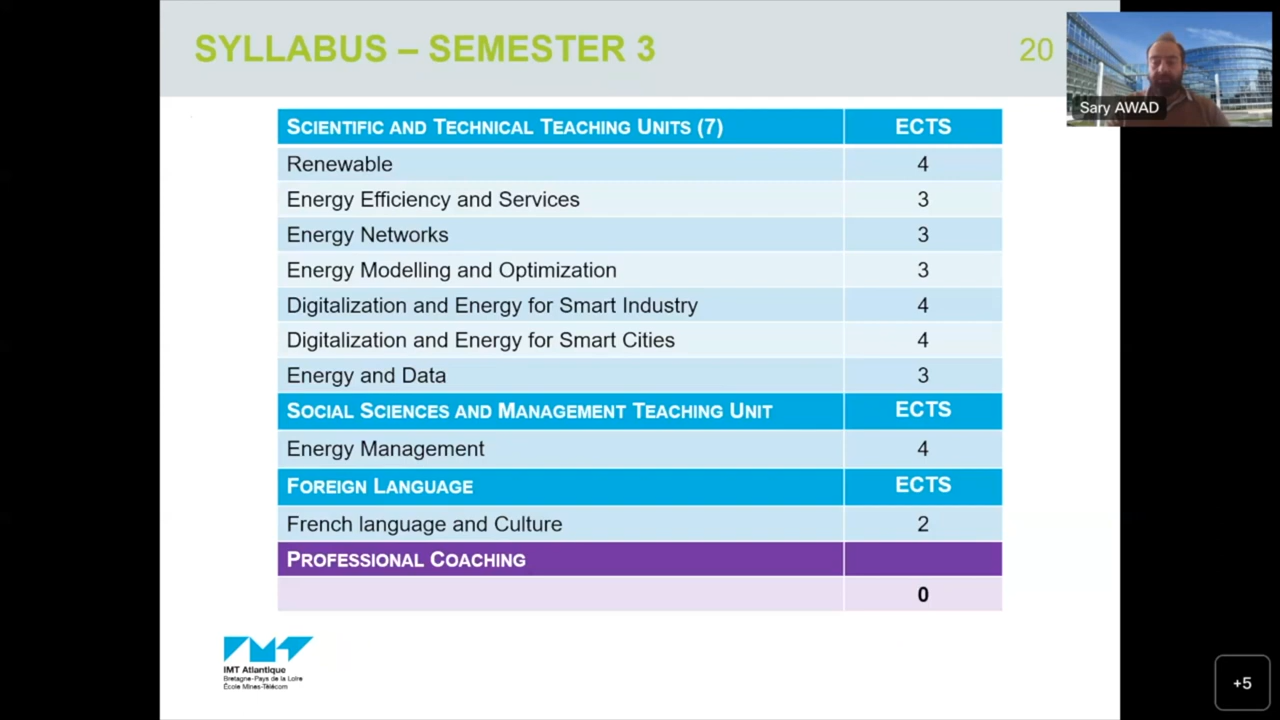 SYLLABUS – SEMESTER 3
20
Sary AWAD
SCIENTIFIC AND TECHNICAL TEACHING UNITS (7) ECTS
Renewable 4
Energy Efficiency and Services 3
Energy Networks 3
Energy Modelling and Optimization 3
Digitalization and Energy for Smart Industry 4
Digitalization and Energy for Smart Cities 4
Energy and Data 3
SOCIAL SCIENCES AND MANAGEMENT TEACHING UNIT ECTS
Energy Management 4
FOREIGN LANGUAGE ECTS
French language and Culture 2
PROFESSIONAL COACHING
0
IMT Atlantique
Bretagne-Pays de la Loire
École Mines-Télécom
+5